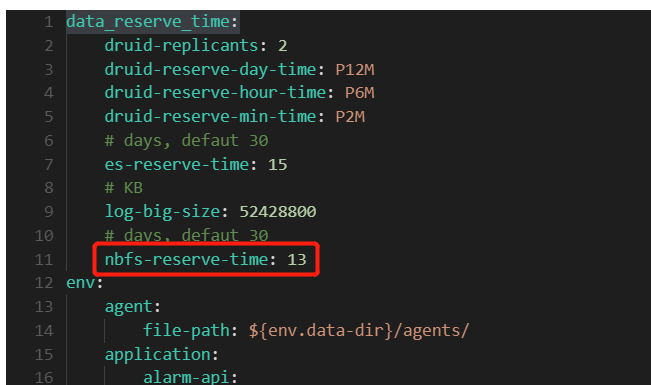 1 data_reserve_time:
2 druid-replicants: 2
3 druid-reserve-day-time: P12M
4 druid-reserve-hour-time: P6M
5 druid-reserve-min-time: P2M
6 # days, defaut 30
7 es-reserve-time: 15
8 # KB
9 log-big-size: 52428800
10 # days, defaut 30
11 nbfs-reserve-time: 13
12 env:
13 agent:
14 file-path: ${env.data-dir}/agents/
15 application:
16 alarm-api: